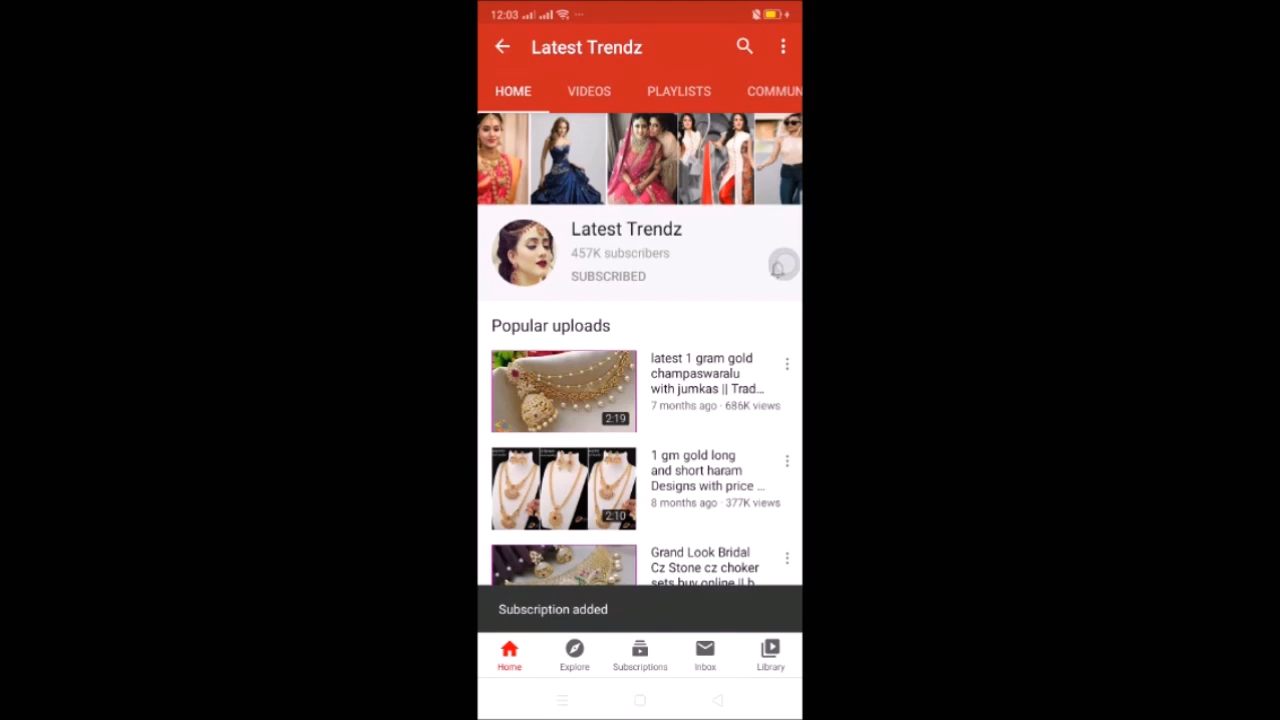 12:03
Latest Trendz
HOME VIDEOS PLAYLISTS COMMUN
Latest Trendz
457K subscribers
SUBSCRIBED
Popular uploads
latest 1 gram gold
champaswaralu
with jumkas || Trad...
7 months ago · 686K views
2:19
1 gm gold long
and short haram
Designs with price ...
8 months ago · 377K views
2:10
Grand Look Bridal
Cz Stone cz choker
sets buy online ||b
Subscription added
Home Explore Subscriptions Inbox Library